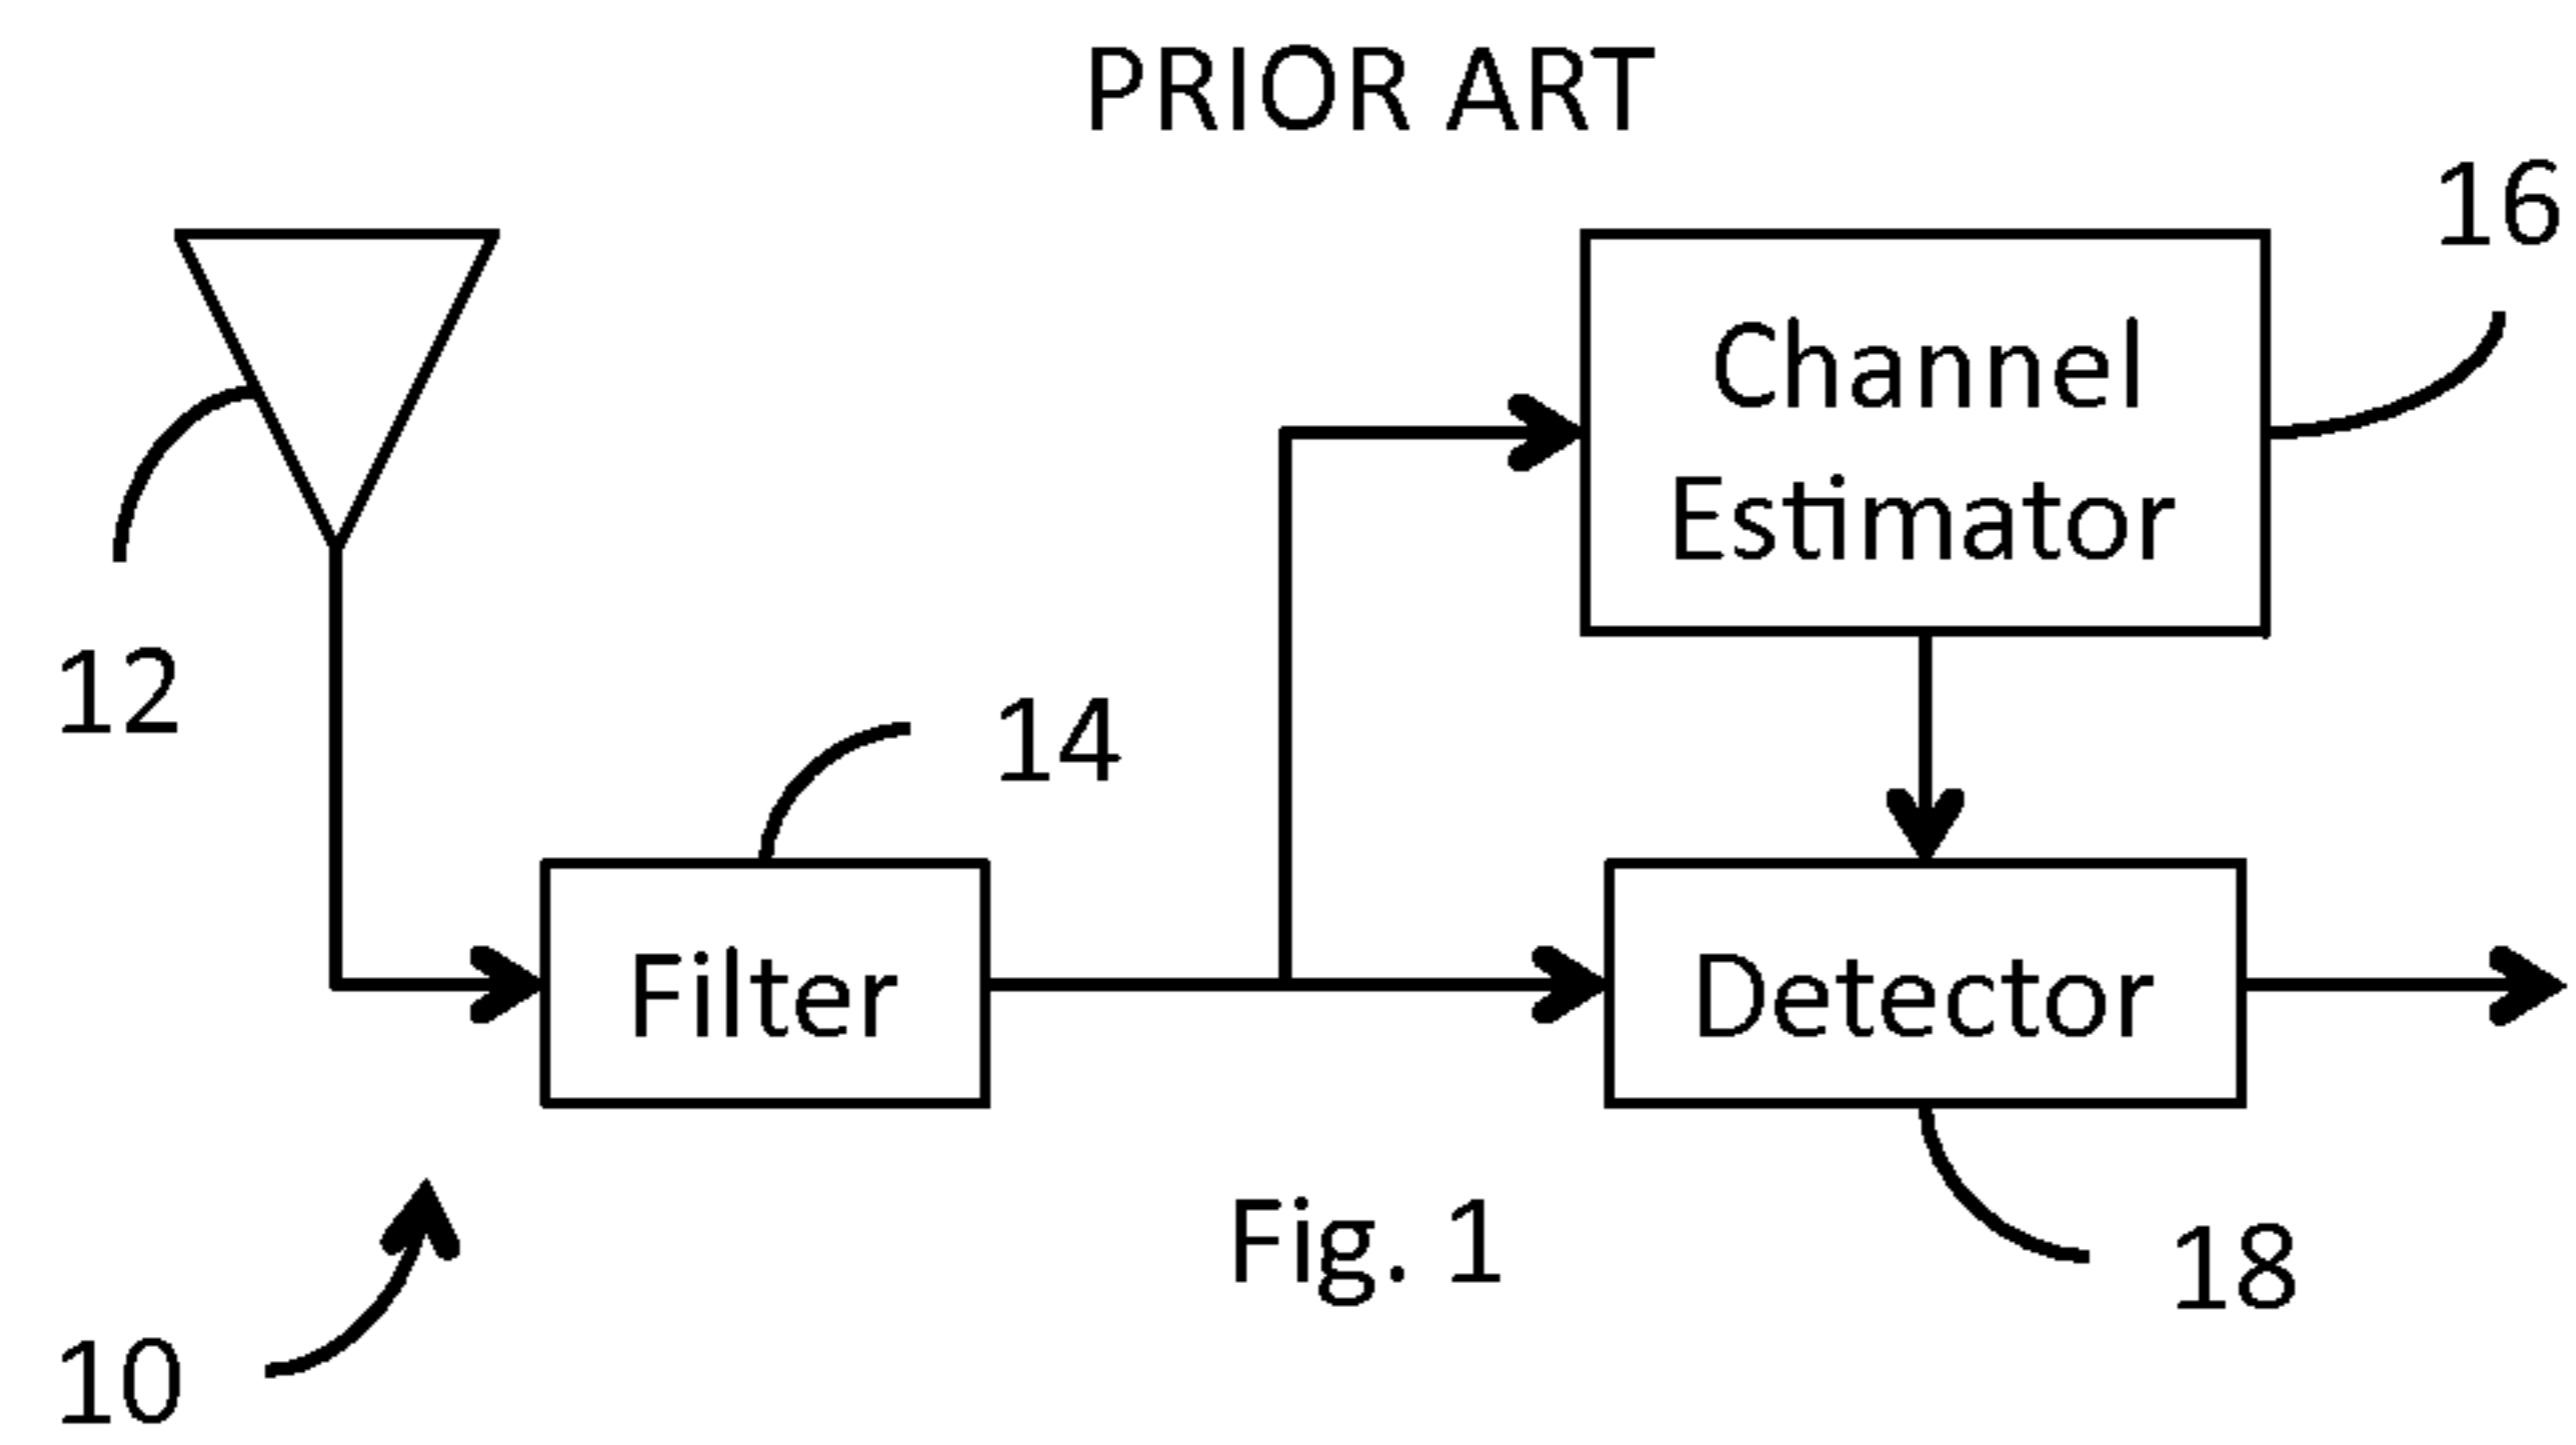 PRIOR ART
16
Channel
Estimator
12
14
Filter
Detector
Fig. 1
18
10